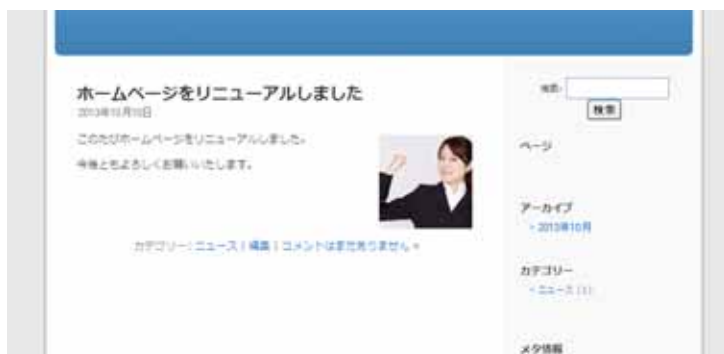 ホームページをリニューアルしました
2013年10月10日
このたびホームページをリニューアルしました。
今後ともよろしくお願いいたします。
カテゴリー: ニュース | 編集 | コメントはまだありません »
検索:
検索
ページ
アーカイブ
2013年10月
カテゴリー
ニュース (1)
メタ情報